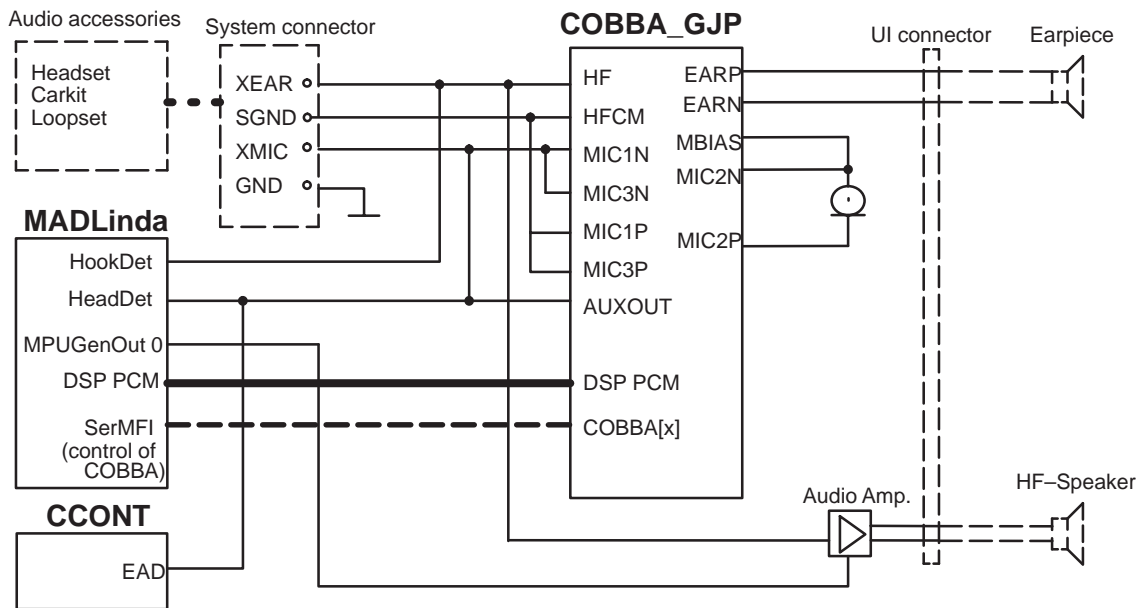 Audio accessories
Headset
Carkit
Loopset
System connector
XEAR
SGND
XMIC
GND
COBBA_GJP
HF
HFCM
MIC1N
MIC3N
MIC1P
MIC3P
AUXOUT
DSP PCM
COBBA[x]
EARP
EARN
MBIAS
MIC2N
MIC2P
UI connector
Earpiece
MADLinda
HookDet
HeadDet
MPUGenOut 0
DSP PCM
SerMFI
(control of
COBBA)
CCONT
EAD
Audio Amp.
HF–Speaker